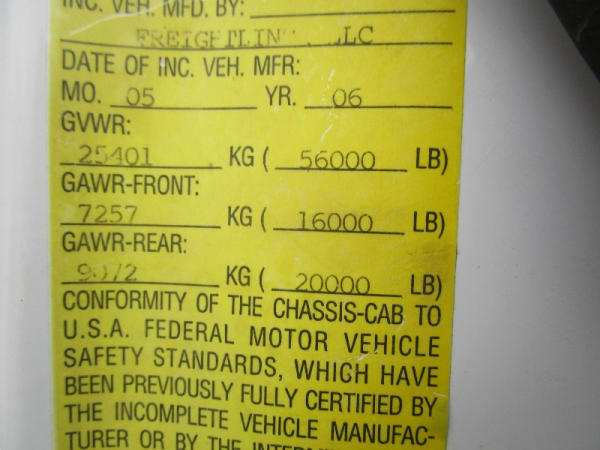 INC. VEH. MFD. BY:
LLC
DATE OF INC. VEH. MFR:
MO. 05 YR. 06
GVWR:
25401 KG ( 56000 LB)
GAWR-FRONT:
7257 KG ( 16000 LB)
GAWR-REAR:
KG ( 20000 LB)
CONFORMITY OF THE CHASSIS-CAB TO
U.S.A. FEDERAL MOTOR VEHICLE
SAFETY STANDARDS, WHICH HAVE
BEEN PREVIOUSLY FULLY CERTIFIED BY
THE INCOMPLETE VEHICLE MANUFAC-
TURER OR BY THE